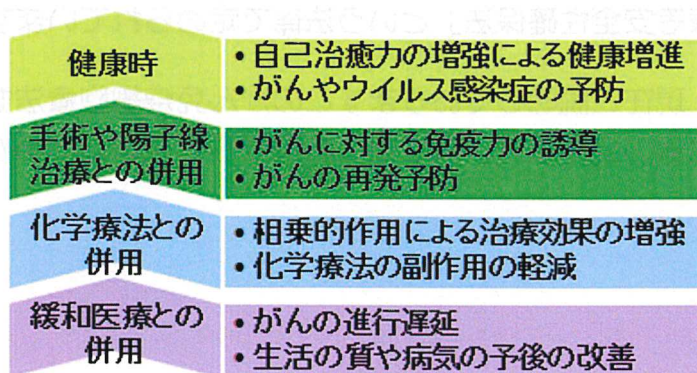 健康時
・自己治癒力の増強による健康増進
・がんやウイルス感染症の予防
手術や陽子線
治療との併用
・がんに対する免疫力の誘導
・がんの再発予防
化学療法との
併用
・相乗的作用による治療効果の増強
・化学療法の副作用の軽減
緩和医療との
併用
・がんの進行遅延
・生活の質や病気の予後の改善